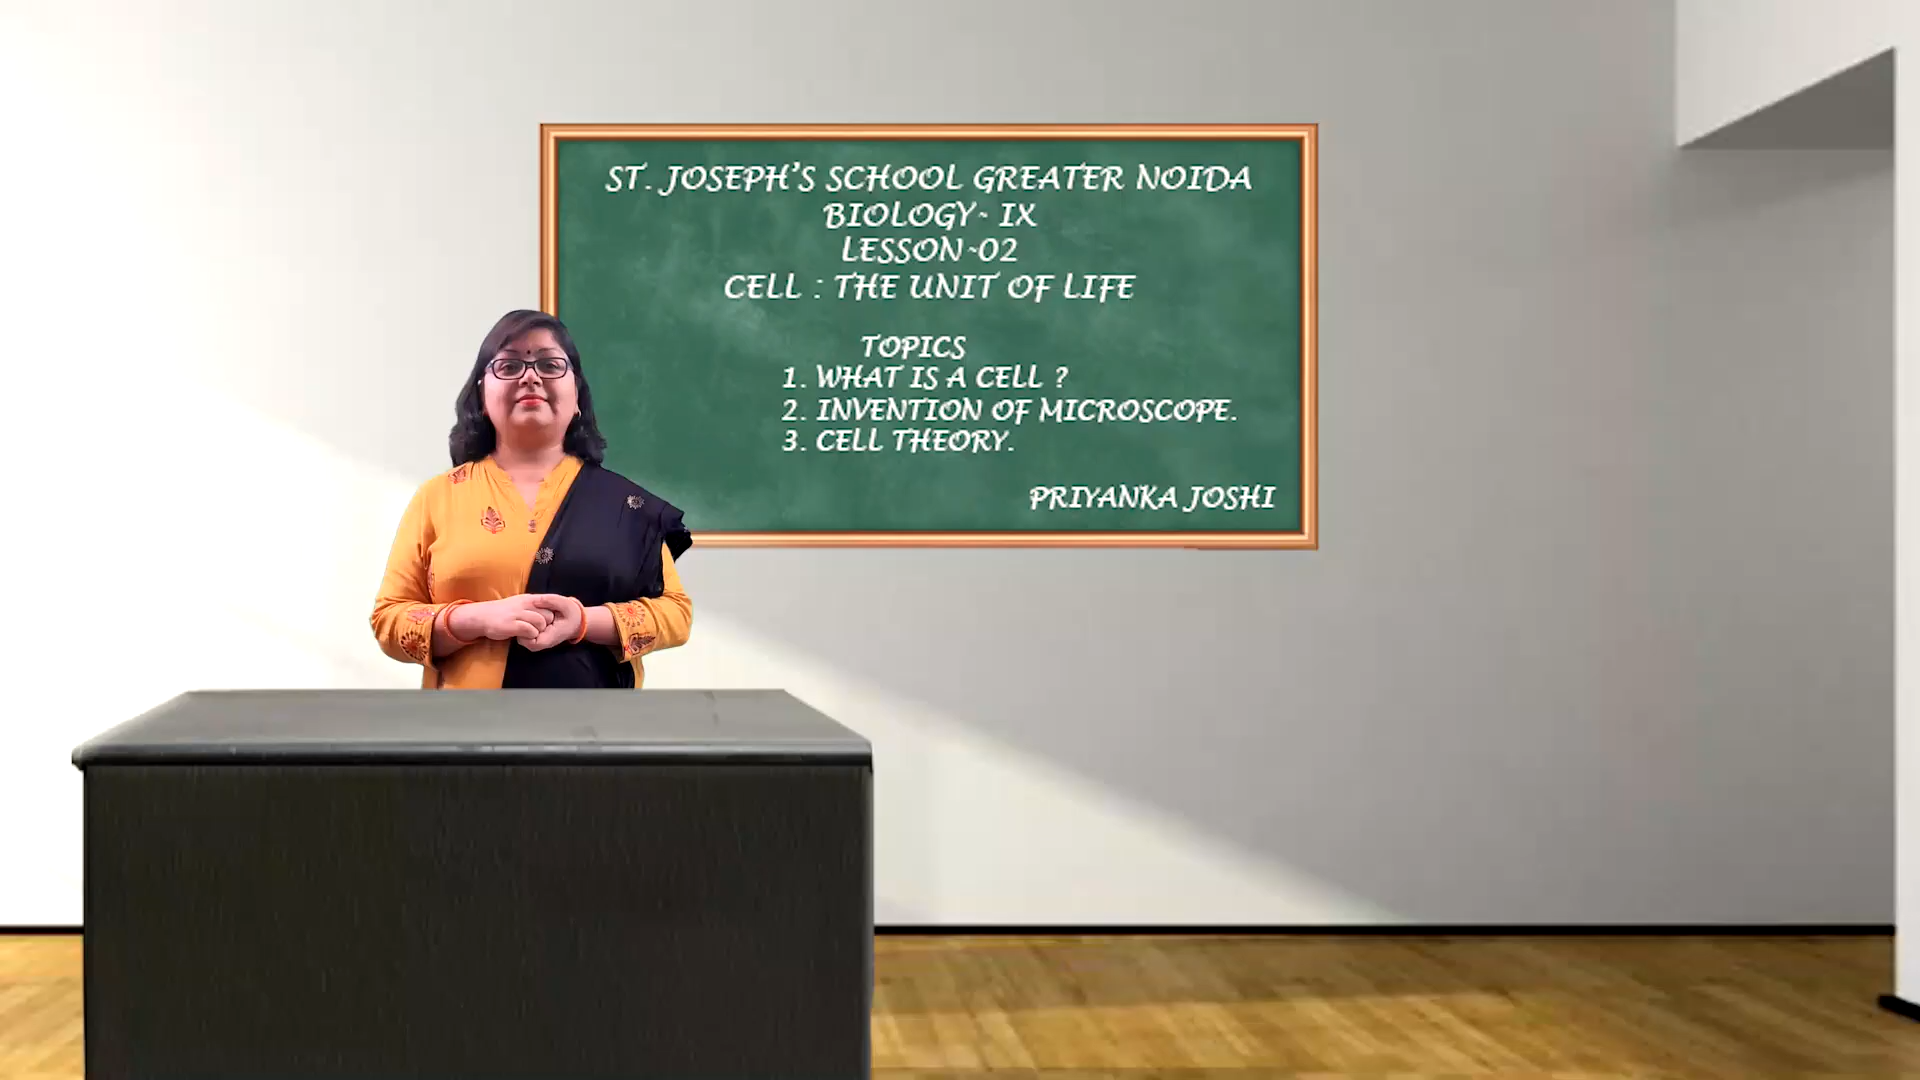 ST. JOSEPH'S SCHOOL GREATER NOIDA
BIOLOGY- IX
LESSON-02
CELL : THE UNIT OF LIFE
TOPICS
1. WHAT IS A CELL ?
2. INVENTION OF MICROSCOPE.
3. CELL THEORY.
PRIYANKA JOSHI